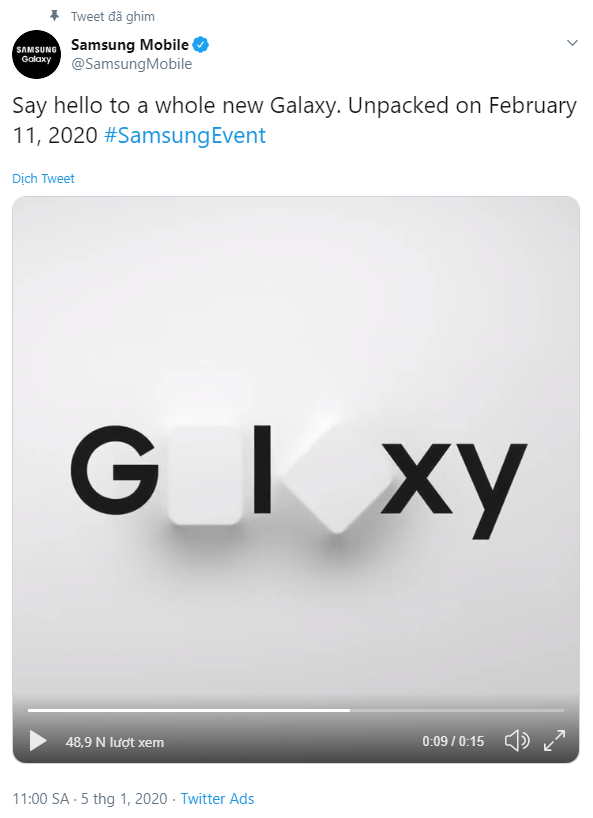 Tweet đã ghim
SAMSUNG
Galaxy
Samsung Mobile
@SamsungMobile
Say hello to a whole new Galaxy. Unpacked on February
11, 2020 #SamsungEvent
Dịch Tweet
G l xy
48,9 N lượt xem
0:09 / 0:15
11:00 SA · 5 thg 1, 2020 · Twitter Ads